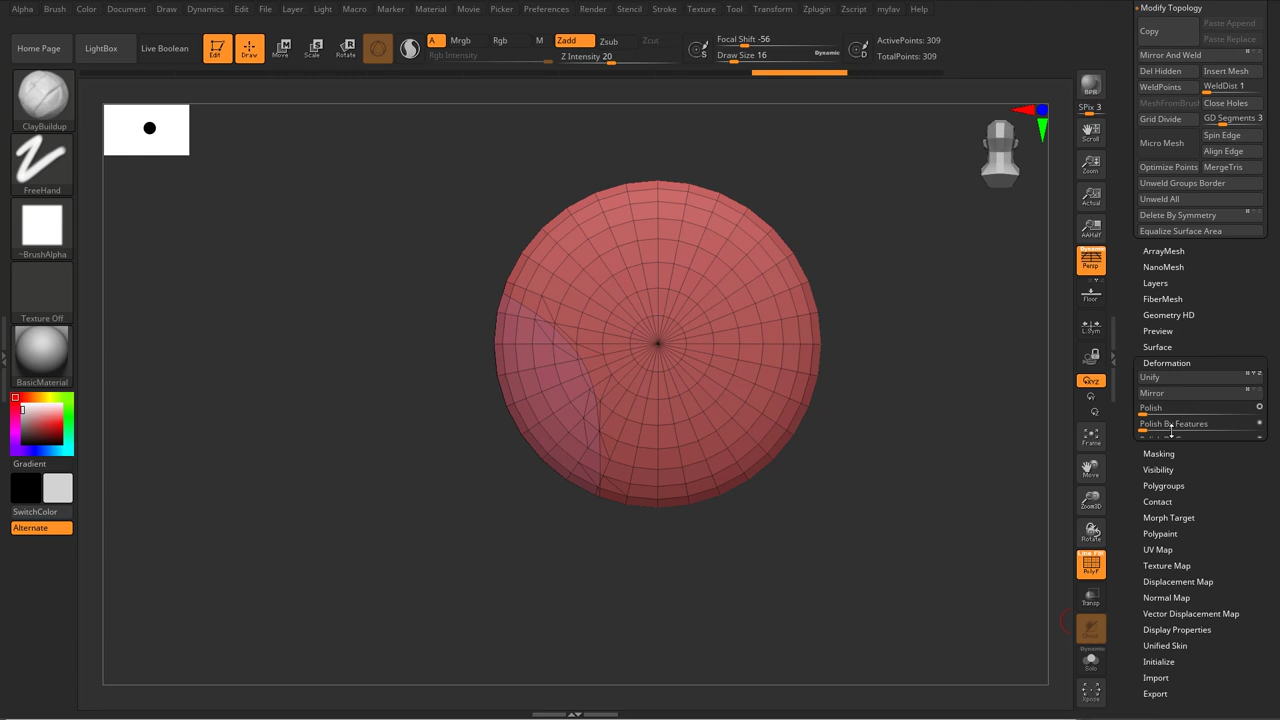 Alpha Brush Color Document Draw Dynamics Edit File Layer Light Macro Marker Material Movie Picker Preferences Render Stencil Stroke Texture Tool Transform Zplugin Zscript myfav Help
Home Page LightBox Live Boolean Edit Draw Move Scale Rotate
A Mrgb Rgb M Zadd Zsub Zcut
Rgb Intensity Z Intensity 20
Focal Shift -56
Draw Size 16 Dynamic
S D
ActivePoints: 309
TotalPoints: 309
ClayBuildup
FreeHand
~BrushAlpha
Texture Off
BasicMaterial
Gradient
SwitchColor
Alternate
BPR
SPix 3
Scroll
Zoom
Actual
AAHalf
Dynamic
Persp
Floor
L.Sym
XYZ
Y
Z
Frame
Move
Zoom3D
Rotate
Line Fill
PolyF
Transp
Ghost
Dynamic
Solo
Xpose
Modify Topology
Copy Paste Append
Paste Replace
Mirror And Weld
Del Hidden Insert Mesh
WeldPoints WeldDist 1
MeshFromBrush Close Holes
Grid Divide GD Segments 3
Micro Mesh Spin Edge
Align Edge
Optimize Points MergeTris
Unweld Groups Border
Unweld All
Delete By Symmetry
Equalize Surface Area
ArrayMesh
NanoMesh
Layers
FiberMesh
Geometry HD
Preview
Surface
Deformation
Unify
Mirror
Polish
Polish By Features
Masking
Visibility
Polygroups
Contact
Morph Target
Polypaint
UV Map
Texture Map
Displacement Map
Normal Map
Vector Displacement Map
Display Properties
Unified Skin
Initialize
Import
Export